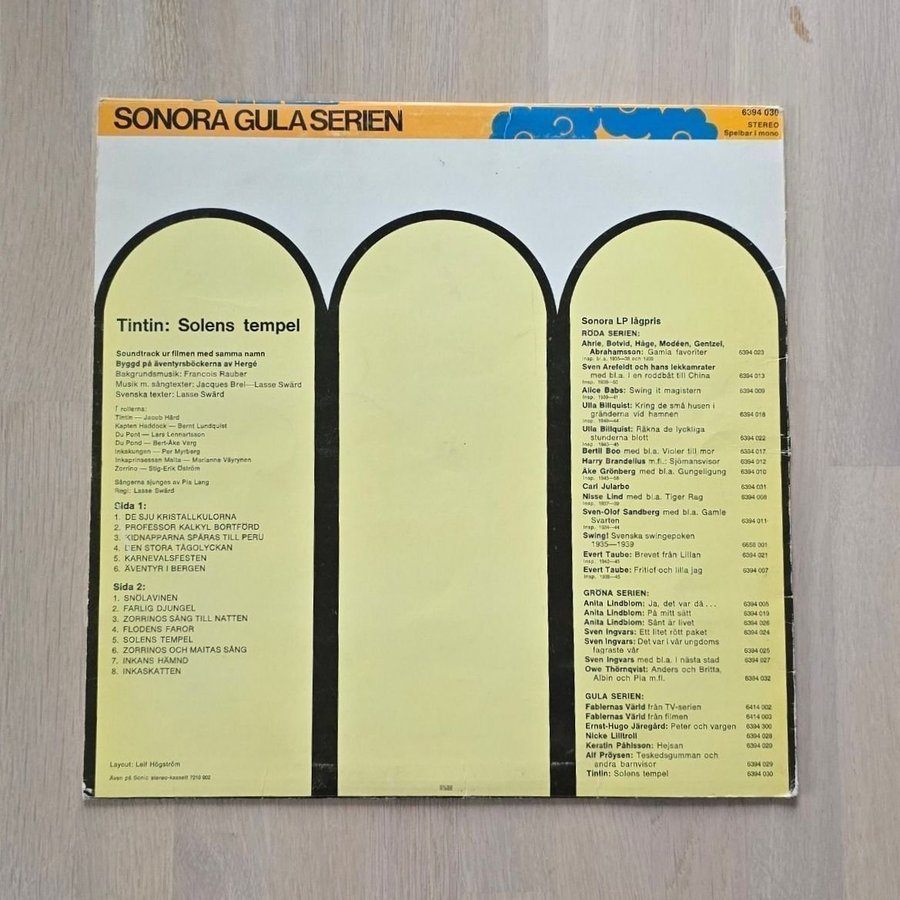 SONORA GULA SERIEN
6394 030
STEREO
Spelbar i mono
Tintin: Solens tempel
Soundtrack ur filmen med samma namn
Byggd på äventyrsböckerna av Hergé
Bakgrundsmusik: Francois Rauber
Musik m. sångtexter: Jacques Brel—Lasse Swärd
Svenska texter: Lasse Swärd
I rollerna:
Tintin — Jacob Hård
Kapten Haddock — Bernt Lundquist
Du Pont — Lars Lennartsson
Du Pond — Bert-Åke Varg
Inkakungen — Per Myrberg
Inkaprinsessan Maita — MarianneVäyrynen
Zorrino — Stig-Erik Öström
Sångerna sjunges av Pia Lang
Regi: Lasse Swärd
Sida 1:
1. DE SJU KRISTALLKULORNA
2. PROFESSOR KALKYL BORTFÖRD
3. KIDNAPPARNA SPÅRAS TILL PERU
4. DEN STORA TÅGOLYCKAN
5. KARNEVALSFESTEN
6. ÄVENTYR I BERGEN
Sida 2:
1. SNÖLAVINEN
2. FARLIG DJUNGEL
3. ZORRINOS SÅNG TILL NATTEN
4. FLODENS FAROR
5. SOLENS TEMPEL
6. ZORRINOS OCH MAITAS SÅNG
7. INKANS HÄMND
8. INKASKATTEN
Layout: Leif Högström
Även på Sonic stereo-kassett 7210 002
Sonora LP lågpris
RÖDA SERIEN:
Ahrle, Botvid, Håge, Modéen, Gentzel,
Abrahamsson: Gamla favoriter 6394 023
Sven Arefeldt och hans lekkamrater
med bl.a. I en roddbåt till China 6394 013
Alice Babs: Swing it magistern 6394 009
Insp. 1939—41
Ulla Billquist: Kring de små husen i
gränderna vid hamnen 6394 018
Ulla Billquist: Räkna de lyckliga
stunderna blott 6394 022
Bertil Boo med bl.a. Violer till mor 6394 017
Harry Brandelius m.fl.: Sjömansvisor 6394 012
Åke Grönberg med bl.a. Gungeligung 6394 010
Carl Jularbo 6394 031
Nisse Lind med bl.a. Tiger Rag 6394 008
Sven-Olof Sandberg med bl.a. Gamle
Svarten 6394 011
Swing! Svenska swingepoken
1935—1939 6658 001
Evert Taube: Brevet från Lillan 6394 021
Evert Taube: Fritiof och lilla jag 6394 007
GRÖNA SERIEN:
Anita Lindblom: Ja, det var då . . . 6394 005
Anita Lindblom: På mitt sätt 6394 019
Anita Lindblom: Sånt är livet 6394 026
Sven Ingvars: Ett litet rött paket 6394 024
Sven Ingvars: Det var i vår ungdoms
fagraste vår 6394 025
Sven Ingvars med bl.a. I nästa stad 6394 027
Owe Thörnqvist: Anders och Britta,
Albin och Pia m.fl. 6394 032
GULA SERIEN:
Fablernas Värld från TV-serien 6414 002
Fablernas Värld från filmen 6414 003
Ernst-Hugo Järegård: Peter och vargen 6394 300
Nicke Lilltroll 6394 028
Kerstin Påhlsson: Hejsan 6394 020
Alf Pröysen: Teskedsgumman och
andra barnvisor 6394 029
Tintin: Solens tempel 6394 030